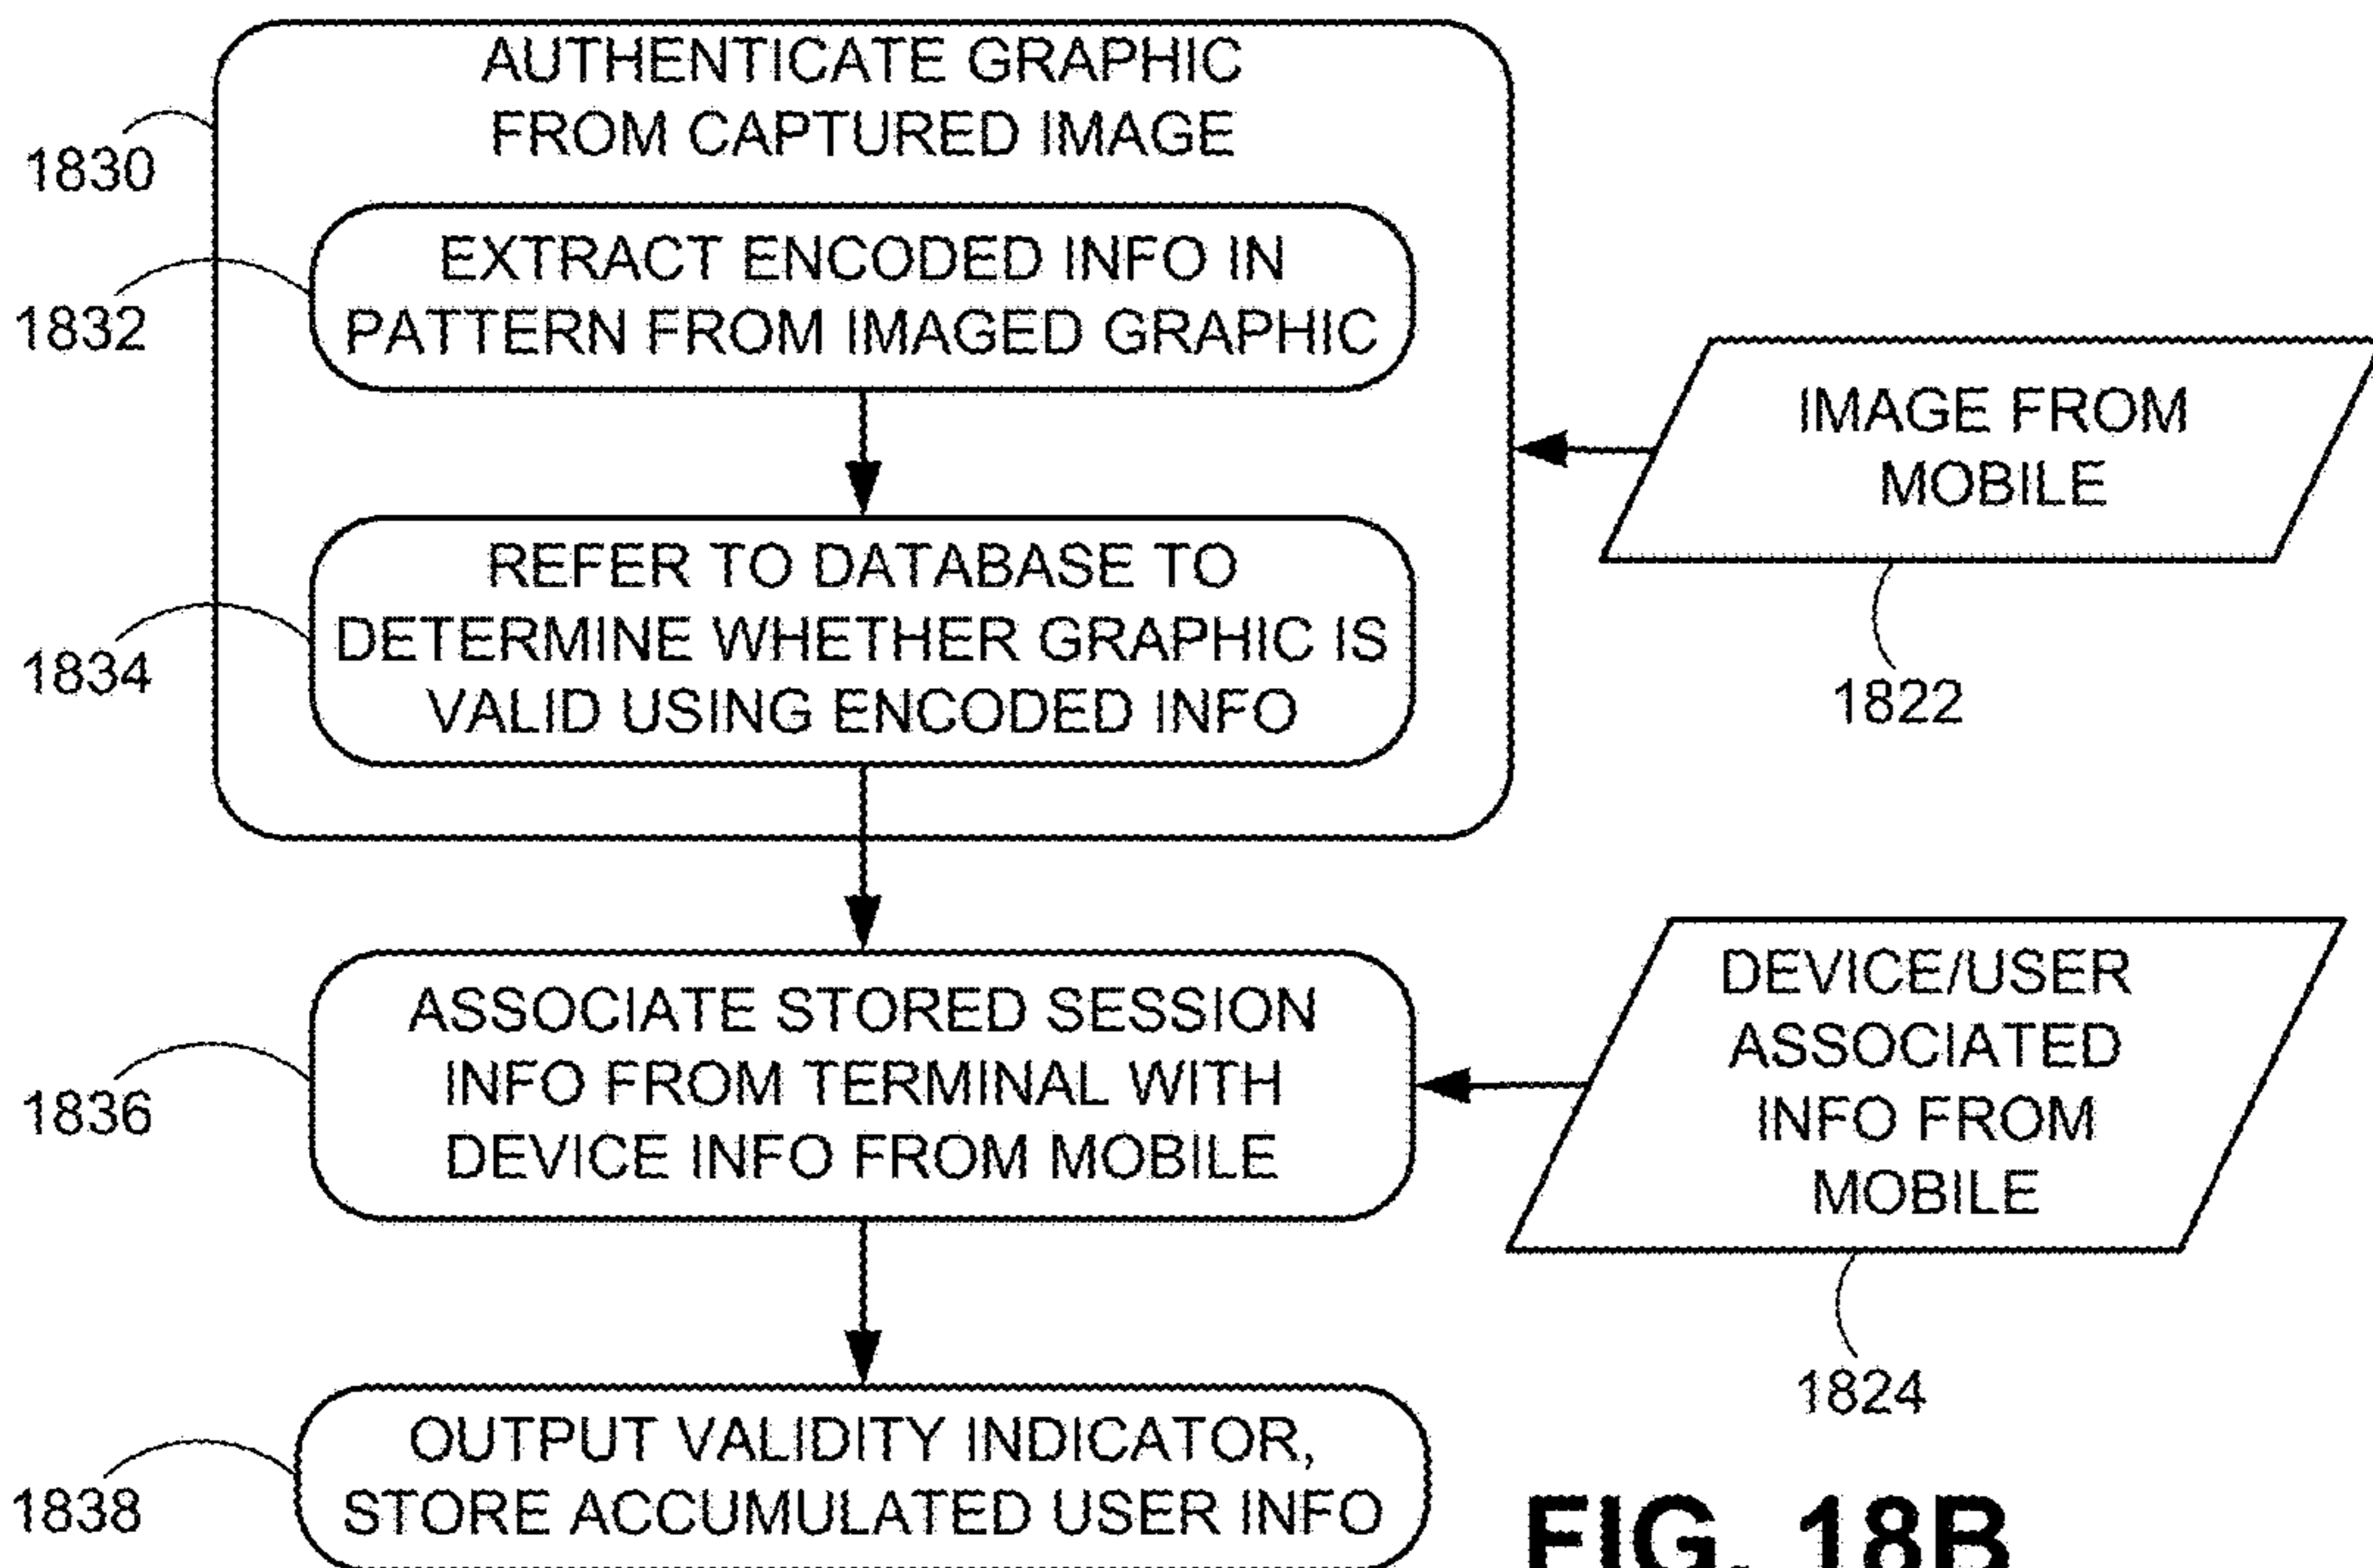 AUTHENTICATE GRAPHIC
FROM CAPTURED IMAGE
1830
EXTRACT ENCODED INFO IN
PATTERN FROM IMAGED GRAPHIC
1832
IMAGE FROM
MOBILE
1822
REFER TO DATABASE TO
DETERMINE WHETHER GRAPHIC IS
VALID USING ENCODED INFO
1834
ASSOCIATE STORED SESSION
INFO FROM TERMINAL WITH
DEVICE INFO FROM MOBILE
1836
DEVICE/USER
ASSOCIATED
INFO FROM
MOBILE
1824
OUTPUT VALIDITY INDICATOR,
STORE ACCUMULATED USER INFO
1838
FIG. 18B